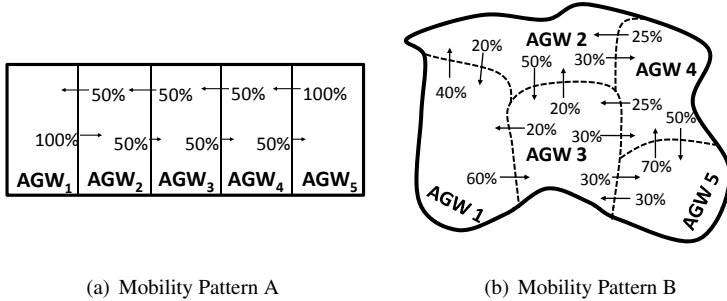 50% 50% 50% 100%
100% 50% 50% 50%
AGW1 AGW2 AGW3 AGW4 AGW5
(a) Mobility Pattern A
20% AGW 2 25%
50% 30% AGW 4
40%
20% 25%
50%
20% 30%
AGW 3 70%
60% 30%
30%
AGW 1 AGW 5
(b) Mobility Pattern B